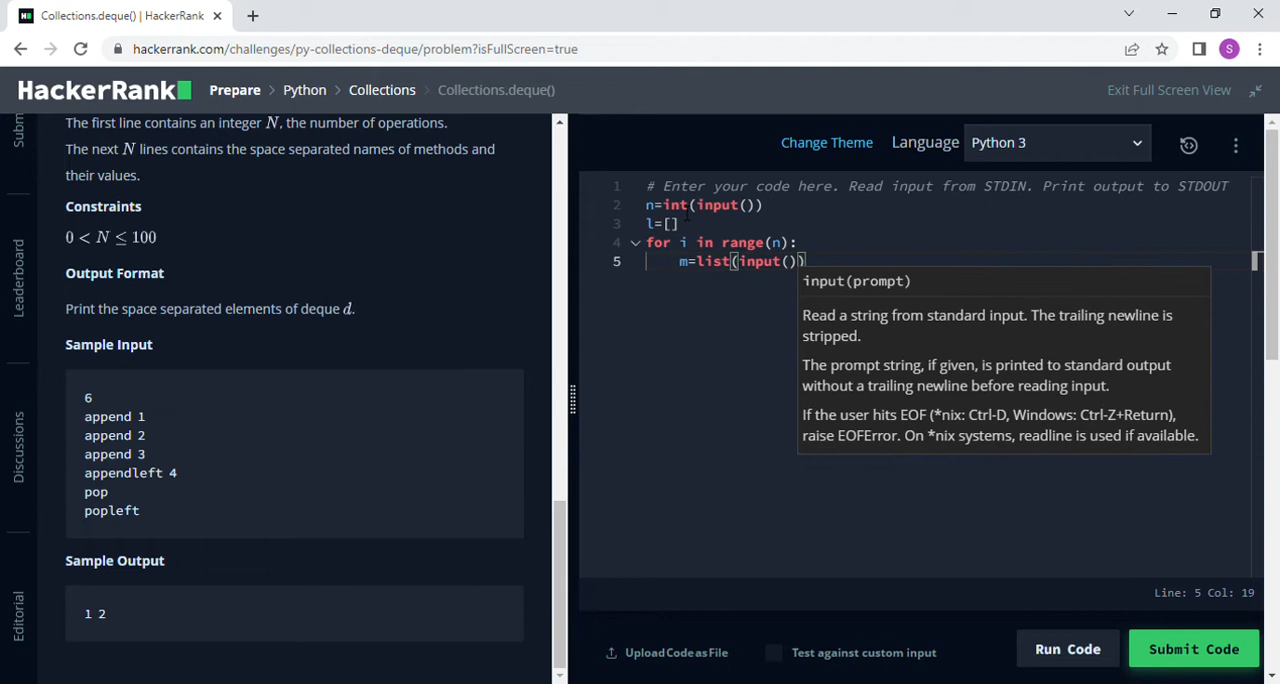 Collections.deque() | HackerRank
hackerrank.com/challenges/py-collections-deque/problem?isFullScreen=true
S
HackerRank
Prepare > Python > Collections > Collections.deque()
Exit Full Screen View
Subm
Leaderboard
Discussions
Editorial
The first line contains an integer N, the number of operations.
The next N lines contains the space separated names of methods and
their values.
Constraints
0 < N ≤ 100
Output Format
Print the space separated elements of deque d.
Sample Input
6
append 1
append 2
append 3
appendleft 4
pop
popleft
Sample Output
1 2
Change Theme
Language
Python 3
1 # Enter your code here. Read input from STDIN. Print output to STDOUT
2 n=int(input())
3 l=[]
4 for i in range(n):
5     m=list(input())
input(prompt)
Read a string from standard input. The trailing newline is
stripped.
The prompt string, if given, is printed to standard output
without a trailing newline before reading input.
If the user hits EOF (*nix: Ctrl-D, Windows: Ctrl-Z+Return),
raise EOFError. On *nix systems, readline is used if available.
Line: 5 Col: 19
Upload Code as File
Test against custom input
Run Code
Submit Code